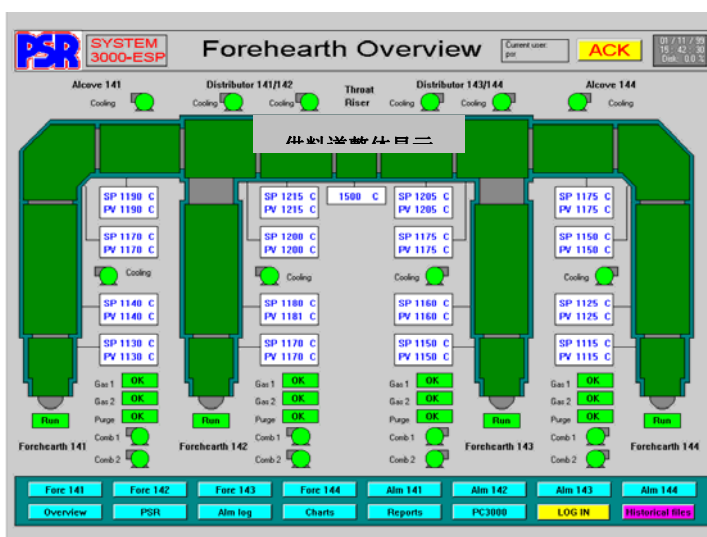 PSR SYSTEM 3000-ESP
Forehearth Overview
Current user: psr
ACK
01 / 11 / 99
15 : 42 : 30
Disk: 0.0 %
Alcove 141
Distributor 141/142
Throat Riser
Distributor 143/144
Alcove 144
Cooling
Cooling
Cooling
Cooling
Cooling
Cooling
供料道整体显示
SP 1190 C
PV 1190 C
SP 1215 C
PV 1215 C
1500 C
SP 1205 C
PV 1205 C
SP 1175 C
PV 1175 C
SP 1170 C
PV 1170 C
SP 1200 C
PV 1200 C
SP 1175 C
PV 1175 C
SP 1150 C
PV 1150 C
Cooling
Cooling
Cooling
Cooling
SP 1140 C
PV 1140 C
SP 1180 C
PV 1181 C
SP 1160 C
PV 1160 C
SP 1125 C
PV 1125 C
SP 1130 C
PV 1130 C
SP 1170 C
PV 1170 C
SP 1150 C
PV 1150 C
SP 1115 C
PV 1115 C
Gas 1 OK
Gas 1 OK
Gas 1 OK
Gas 1 OK
Gas 2 OK
Gas 2 OK
Gas 2 OK
Gas 2 OK
Run
Purge OK
Run
Purge OK
Purge OK
Run
Purge OK
Run
Forehearth 141
Comb 1
Forehearth 142
Comb 1
Comb 1
Forehearth 143
Comb 1
Forehearth 144
Comb 2
Comb 2
Comb 2
Comb 2
Fore 141
Fore 142
Fore 143
Fore 144
Alm 141
Alm 142
Alm 143
Alm 144
Overview
PSR
Alm log
Charts
Reports
PC3000
LOG IN
Historical files